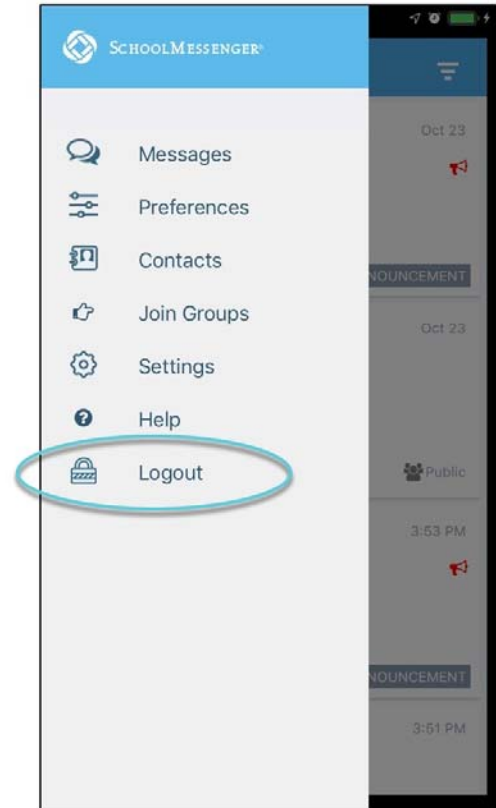 SCHOOLMESSENGER®
Oct 23
Messages
Preferences
Contacts
NOUNCEMENT
Join Groups
Oct 23
Settings
Help
Logout
Public
3:53 PM
NOUNCEMENT
3:51 PM